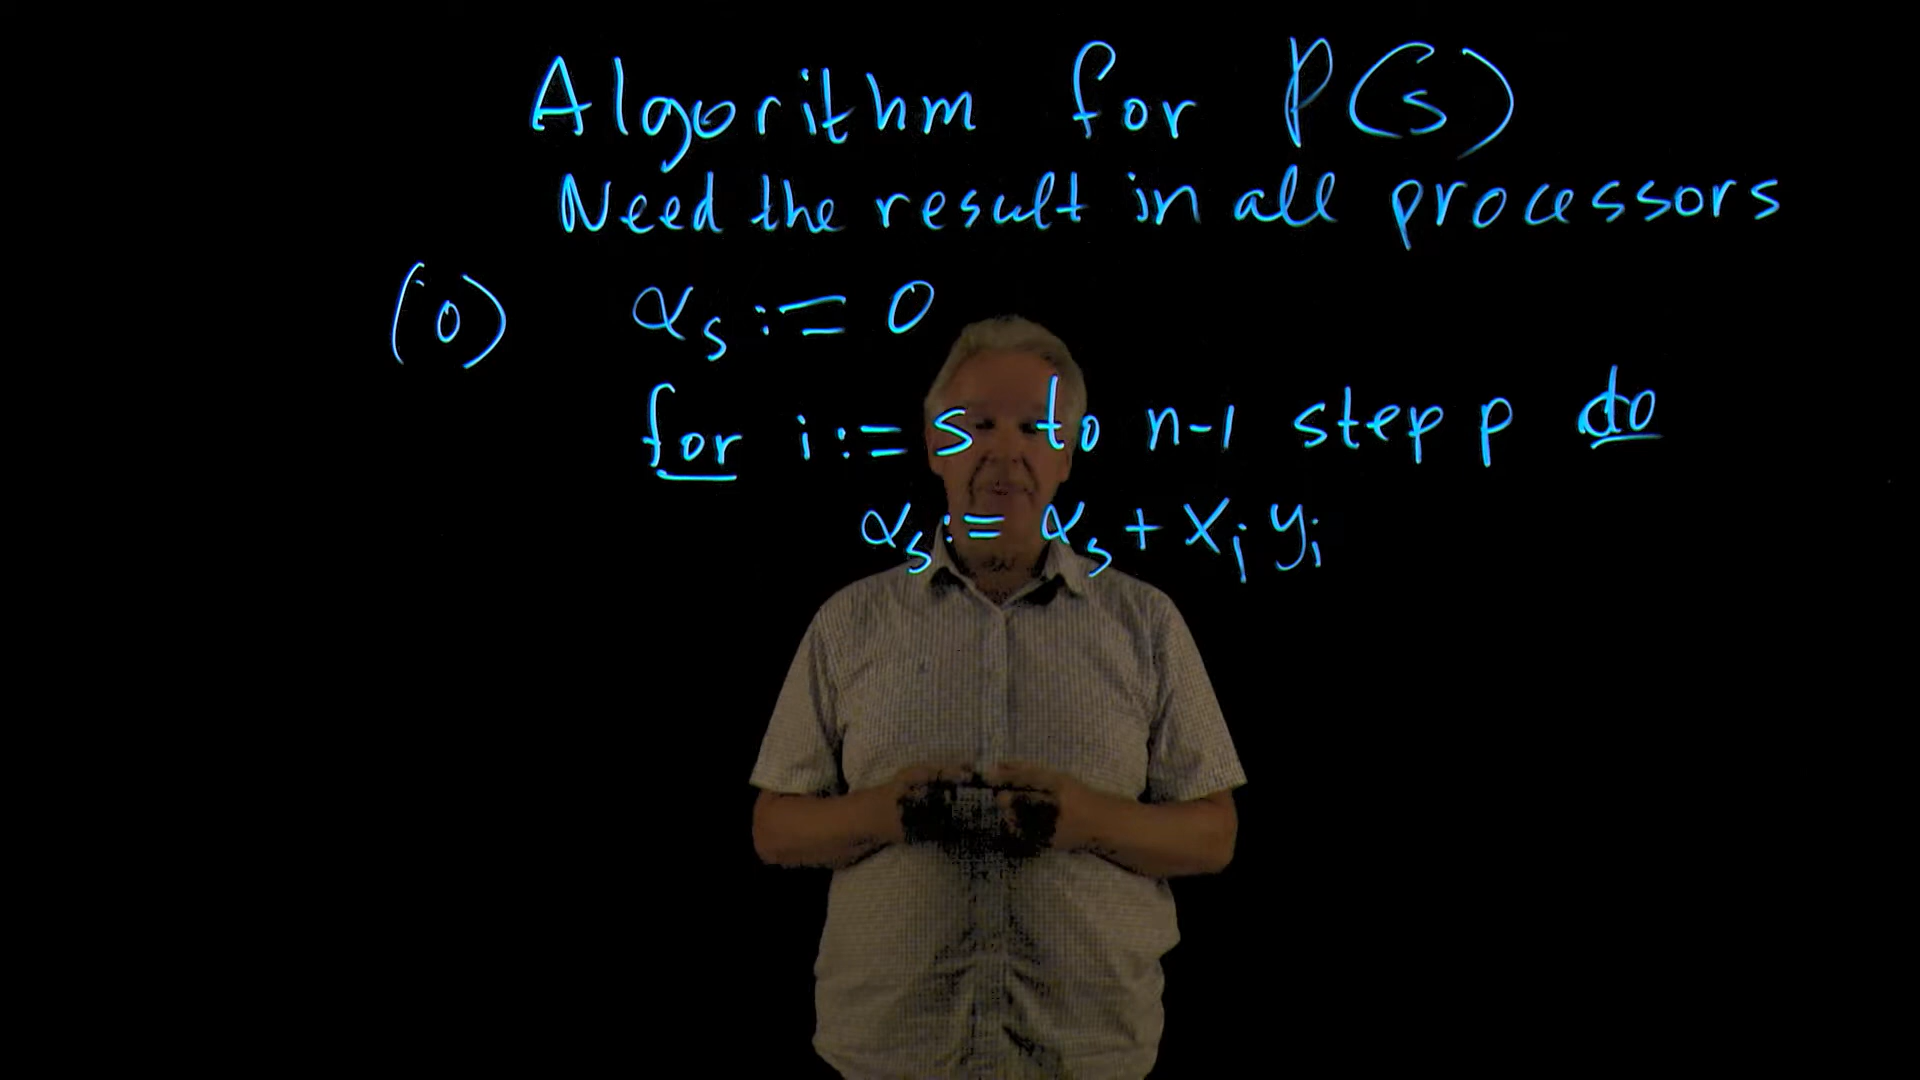 Algorithm for P(s)
Need the result in all processors
(0) αs := 0
for i := s to n-1 step p do
αs := αs + xi yi